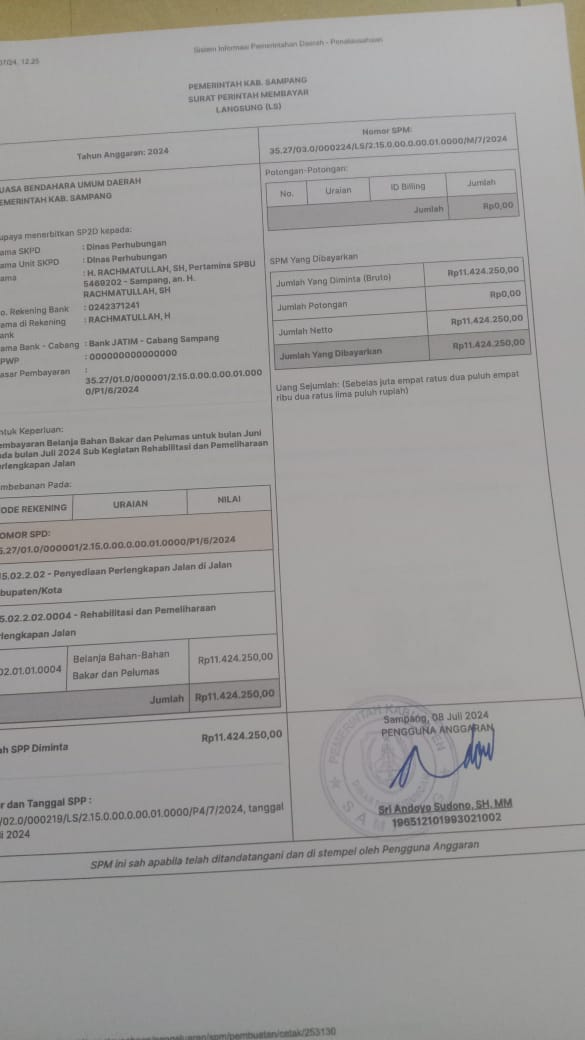 07/24, 12.25
Sistem Informasi Pemerintahan Daerah - Penatausahaan
PEMERINTAH KAB. SAMPANG
SURAT PERINTAH MEMBAYAR
LANGSUNG (LS)
Tahun Anggaran: 2024
Nomor SPM:
35.27/03.0/000224/LS/2.15.0.00.0.00.01.0000/M/7/2024
UASA BENDAHARA UMUM DAERAH
EMERINTAH KAB. SAMPANG
upaya menerbitkan SP2D kepada:
ama SKPD : Dinas Perhubungan
ama Unit SKPD : Dinas Perhubungan
ama : H. RACHMATULLAH, SH, Pertamina SPBU
5469202 - Sampang, an. H.
RACHMATULLAH, SH
o. Rekening Bank : 0242371241
ama di Rekening : RACHMATULLAH, H
ank
ama Bank - Cabang : Bank JATIM - Cabang Sampang
PWP : 000000000000000
asar Pembayaran :
35.27/01.0/000001/2.15.0.00.0.00.01.000
0/P1/6/2024
ntuk Keperluan:
embayaran Belanja Bahan Bakar dan Pelumas untuk bulan Juni
ada bulan Juli 2024 Sub Kegiatan Rehabilitasi dan Pemeliharaan
erlengkapan Jalan
Potongan-Potongan:
No. Uraian ID Billing Jumlah
Jumlah Rp0,00
SPM Yang Dibayarkan
Jumlah Yang Diminta (Bruto) Rp11.424.250,00
Jumlah Potongan Rp0,00
Jumlah Netto Rp11.424.250,00
Jumlah Yang Dibayarkan Rp11.424.250,00
Uang Sejumlah: (Sebelas juta empat ratus dua puluh empat
ribu dua ratus lima puluh rupiah)
mbebanan Pada:
ODE REKENING URAIAN NILAI
OMOR SPD:
5.27/01.0/000001/2.15.0.00.0.00.01.0000/P1/6/2024
15.02.2.02 - Penyediaan Perlengkapan Jalan di Jalan
bupaten/Kota
5.02.2.02.0004 - Rehabilitasi dan Pemeliharaan
rlengkapan Jalan
02.01.01.0004 Belanja Bahan-Bahan Rp11.424.250,00
Bakar dan Pelumas
Jumlah Rp11.424.250,00
ah SPP Diminta Rp11.424.250,00
r dan Tanggal SPP :
/02.0/000219/LS/2.15.0.00.0.00.01.0000/P4/7/2024, tanggal
i 2024
Sampang, 08 Juli 2024
PENGGUNA ANGGARAN
PEMERINTAH KABUPATEN
SAMPANG
Sri Andoyo Sudono, SH. MM
196512101993021002
SPM ini sah apabila telah ditandatangani dan di stempel oleh Pengguna Anggaran
/spm/pembuatan/cetak/253130